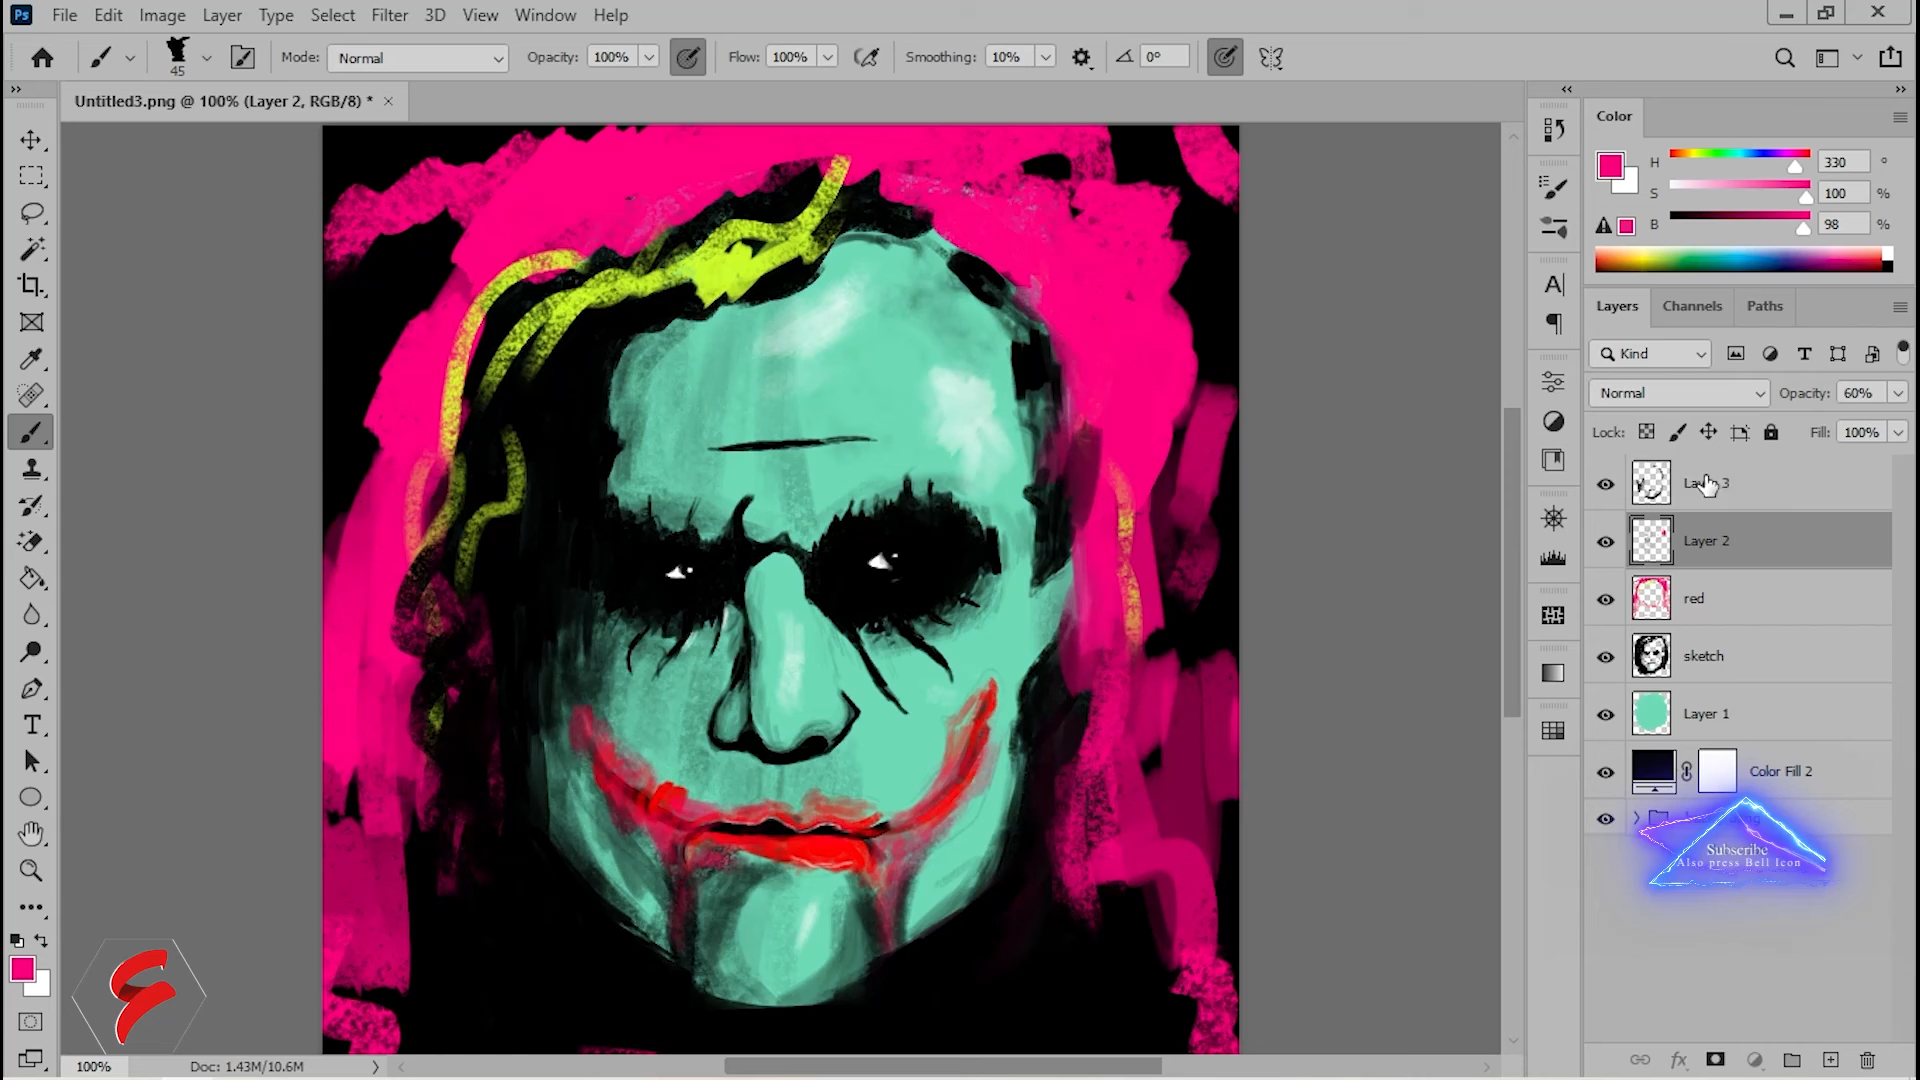 Ps File Edit Image Layer Type Select Filter 3D View Window Help
45 Mode: Normal Opacity: 100% Flow: 100% Smoothing: 10% 0°
Untitled3.png @ 100% (Layer 2, RGB/8) *
Color
H 330 °
S 100 %
B 98 %
Layers Channels Paths
Kind
Normal Opacity: 60%
Lock: Fill: 100%
Layer 3
Layer 2
red
sketch
Layer 1
Color Fill 2
Subscribe
Also press Bell Icon
100% Doc: 1.43M/10.6M